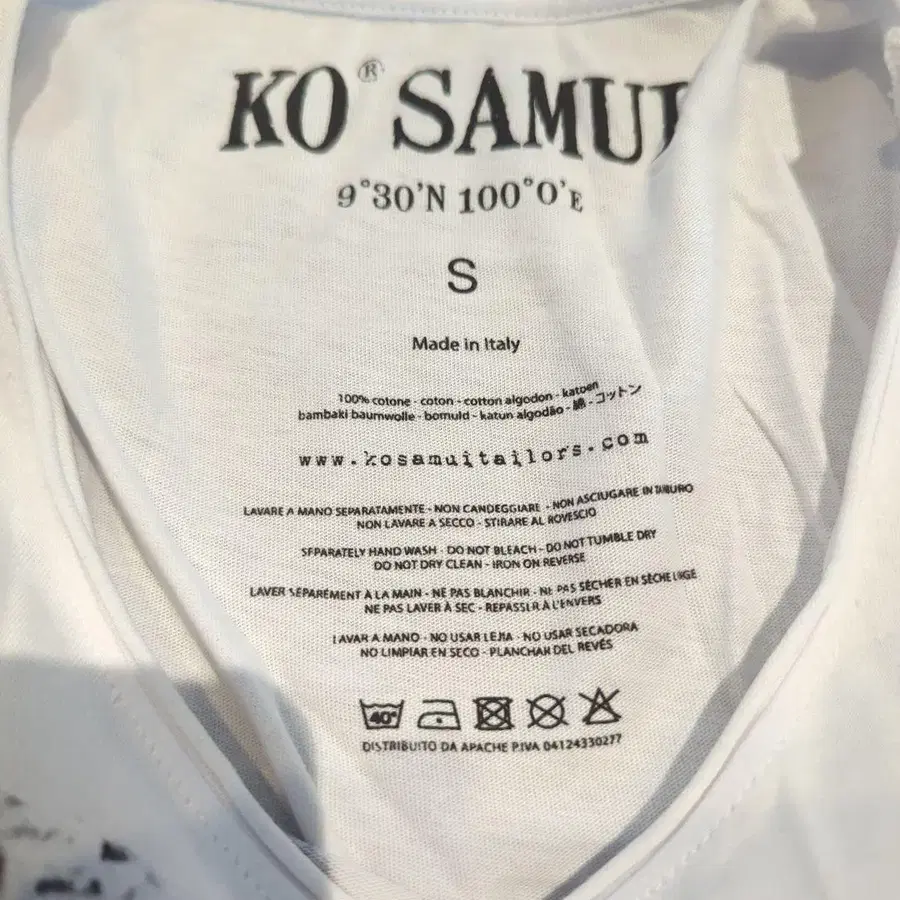 KO® SAMUI
9°30'N 100°0'E
S
Made in Italy
100% cotone - coton - cotton algodon - katoen
bambaki baumwolle - bomuld - katun algodão - 綿 - コットン
www.kosamuitailors.com
LAVARE A MANO SEPARATAMENTE - NON CANDEGGIARE - NON ASCIUGARE IN TAMBURO
NON LAVARE A SECCO - STIRARE AL ROVESCIO
SEPARATELY HAND WASH - DO NOT BLEACH - DO NOT TUMBLE DRY
DO NOT DRY CLEAN - IRON ON REVERSE
LAVER SÉPARÉMENT À LA MAIN - NE PAS BLANCHIR - NE PAS SÉCHER EN SÈCHE LINGE
NE PAS LAVER À SEC - REPASSER À L'ENVERS
LAVAR A MANO - NO USAR LEJIA - NO USAR SECADORA
NO LIMPIAR EN SECO - PLANCHAR DEL REVÉS
40°
DISTRIBUITO DA APACHE P.IVA 04124330277